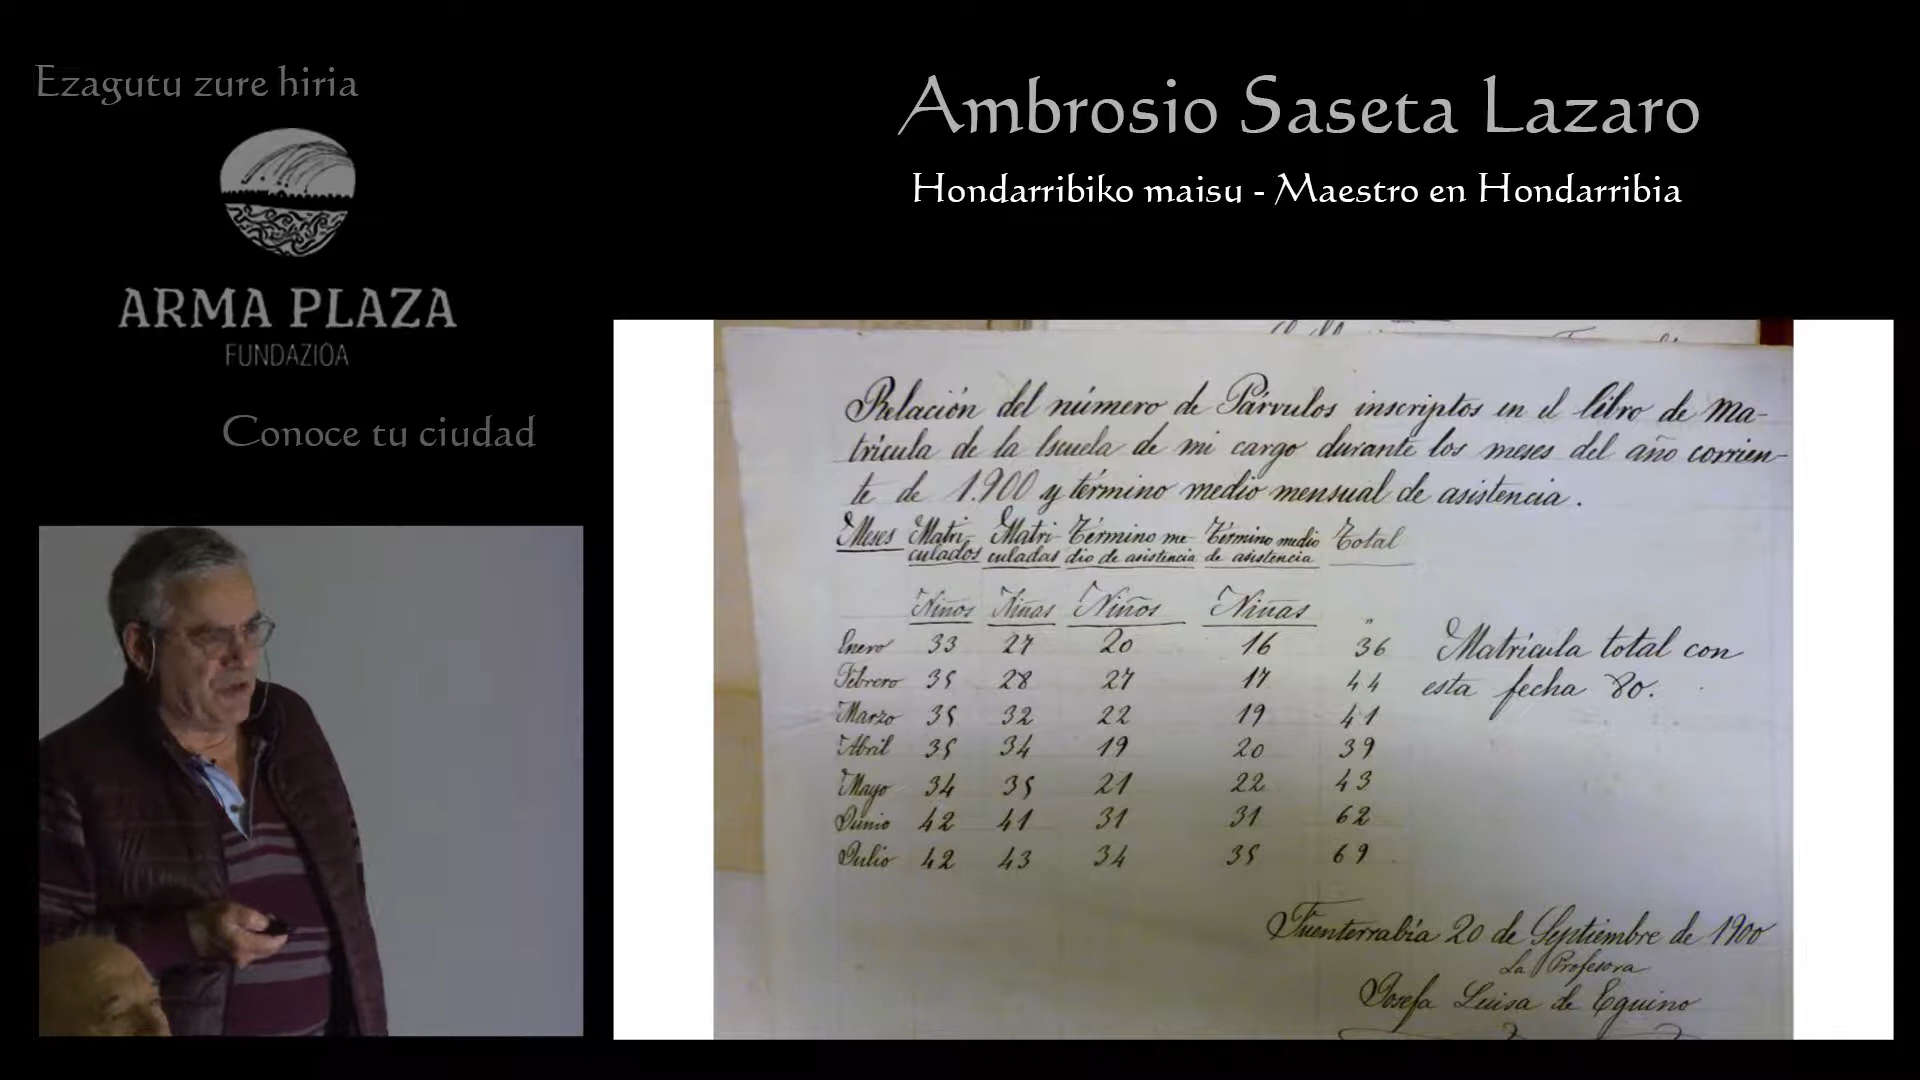 Ezagutu zure hiria
ARMA PLAZA
FUNDAZIOA
Conoce tu ciudad
Ambrosio Saseta Lazaro
Hondarribiko maisu - Maestro en Hondarribia
Relación del número de Párvulos inscriptos en el libro de Ma-
trícula de la Escuela de mi cargo durante los meses del año corrien-
te de 1.900 y término medio mensual de asistencia.
Meses Matri- Matri Término me Término medio Total
culados culadas dio de asistencia de asistencia
Niños Niñas Niños Niñas "
Enero 33 27 20 16 36
Febrero 35 28 27 17 44
Marzo 35 32 22 19 41
Abril 35 34 19 20 39
Mayo 34 35 21 22 43
Junio 42 41 31 31 62
Julio 42 43 34 35 69
Matrícula total con
esta fecha 80.
Fuenterrabía 20 de Septiembre de 1900
La Profesora
Josefa Luisa de Eguino